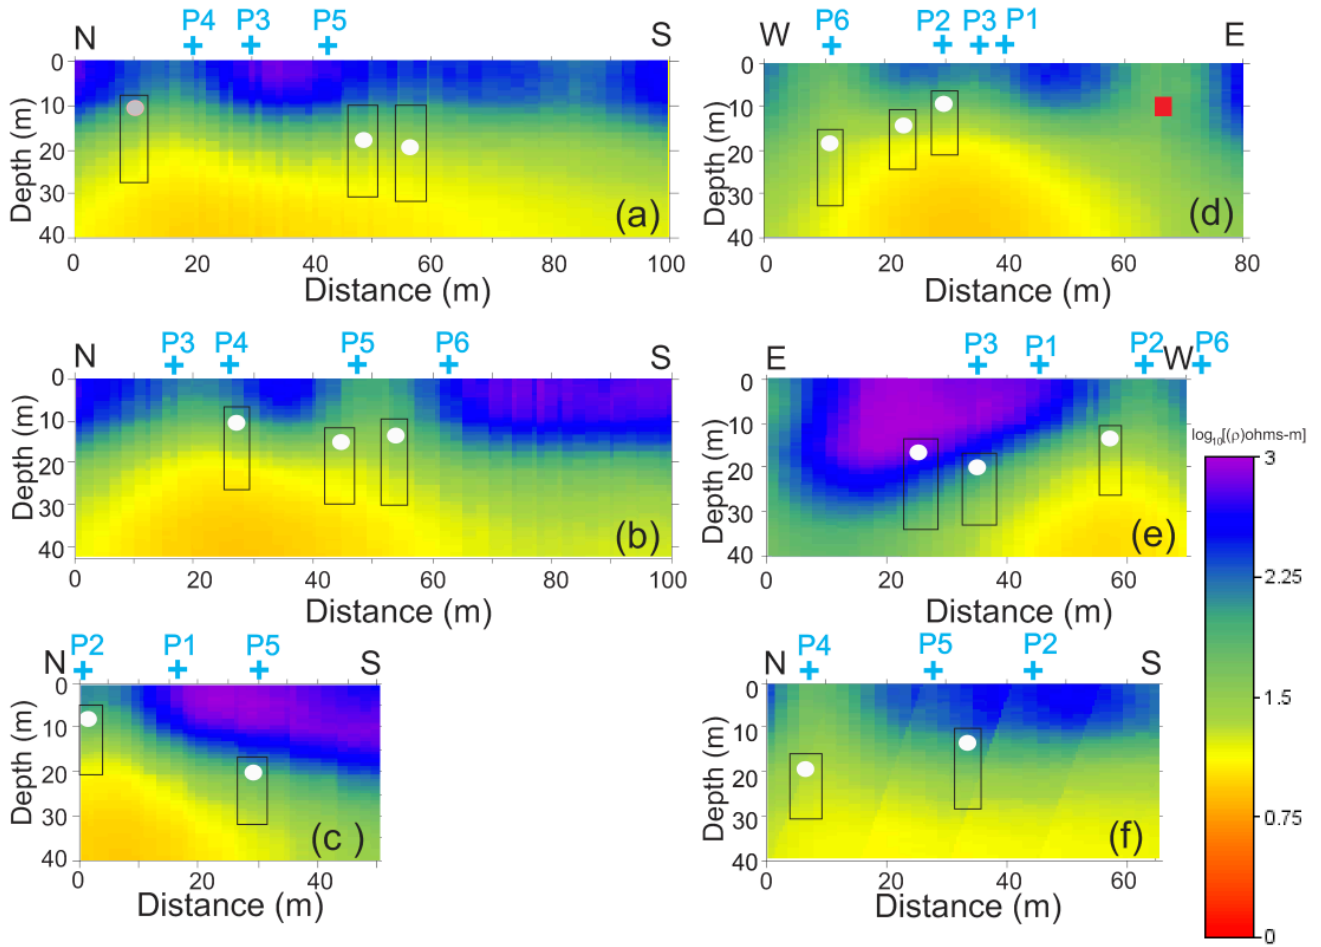 N P4 P3 P5 S
0
10
20
30
40
Depth (m)
(a)
0 20 40 60 80 100
Distance (m)
W P6 P2 P3 P1 E
0
10
20
30
40
Depth (m)
(d)
0 20 40 60 80
Distance (m)
N P3 P4 P5 P6 S
0
10
20
30
40
Depth (m)
(b)
0 20 40 60 80 100
Distance (m)
E P3 P1 P2 W P6
0
10
20
30
40
Depth (m)
(e)
0 20 40 60
Distance (m)
N P2 P1 P5 S
0
10
20
30
40
Depth (m)
(c )
0 20 40
Distance (m)
N P4 P5 P2 S
0
10
20
30
40
Depth (m)
(f)
0 20 40 60
Distance (m)
log10[(ρ)ohms-m]
3
2.25
1.5
0.75
0